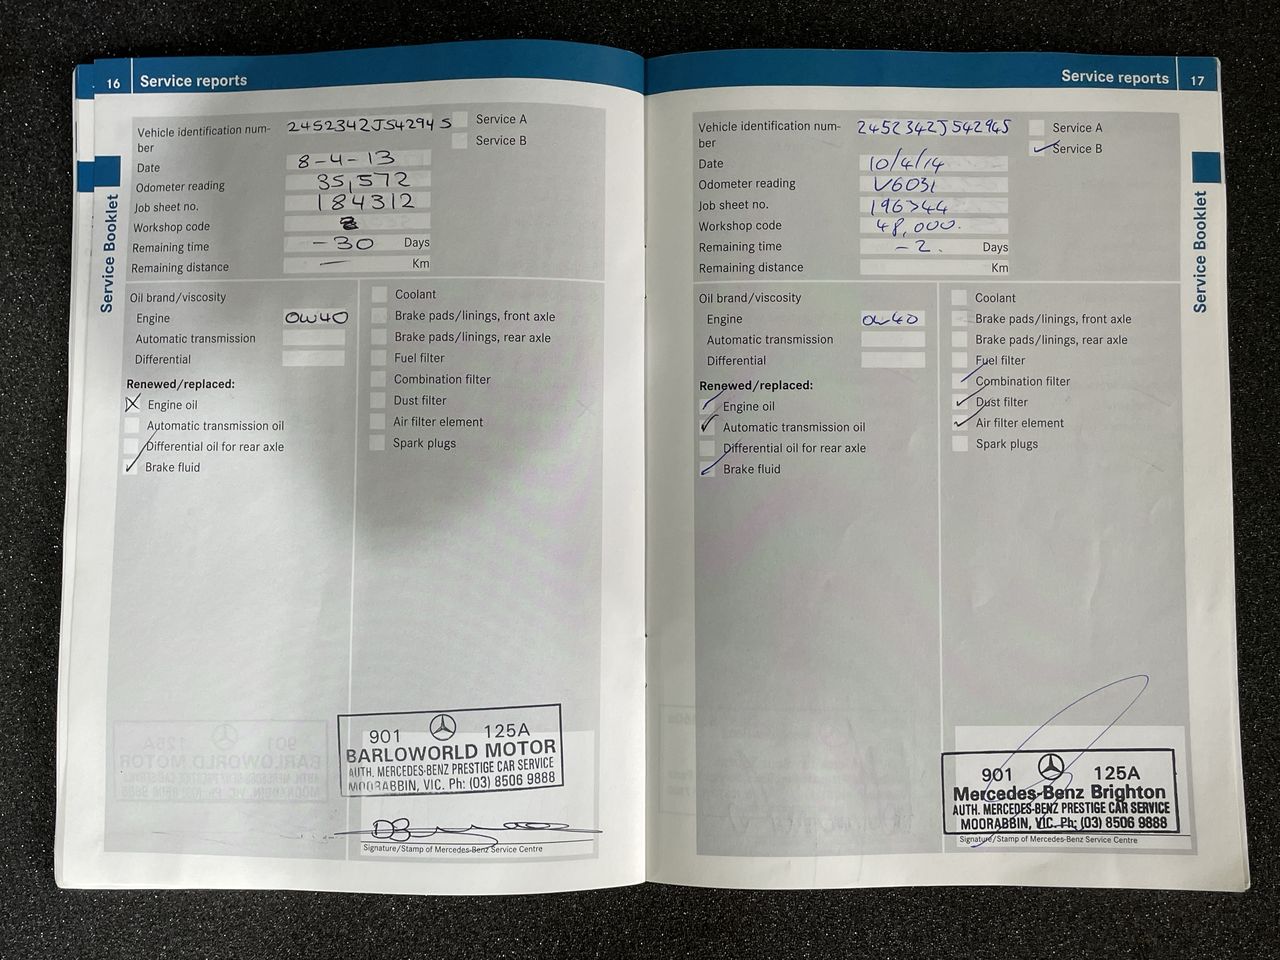 16 Service reports
Vehicle identification num-
ber 2452342J542945
Service A
Service B
Date 8-4-13
Odometer reading 35,572
Job sheet no. 184312
Workshop code
Remaining time -30 Days
Remaining distance — Km
Oil brand/viscosity
Engine 0W40
Automatic transmission
Differential
Renewed/replaced:
Engine oil
Automatic transmission oil
Differential oil for rear axle
Brake fluid
Coolant
Brake pads/linings, front axle
Brake pads/linings, rear axle
Fuel filter
Combination filter
Dust filter
Air filter element
Spark plugs
Service Booklet
901 125A
BARLOWORLD MOTOR
AUTH. MERCEDES-BENZ PRESTIGE CAR SERVICE
MOORABBIN, VIC. Ph: (03) 8506 9888
Signature/Stamp of Mercedes-Benz Service Centre
Service reports 17
Vehicle identification num-
ber 2452342J542945
Service A
Service B
Date 10/4/14
Odometer reading V6031
Job sheet no. 196744
Workshop code 48,000.
Remaining time -2. Days
Remaining distance Km
Oil brand/viscosity
Engine 0w40
Automatic transmission
Differential
Renewed/replaced:
Engine oil
Automatic transmission oil
Differential oil for rear axle
Brake fluid
Coolant
Brake pads/linings, front axle
Brake pads/linings, rear axle
Fuel filter
Combination filter
Dust filter
Air filter element
Spark plugs
Service Booklet
901 125A
Mercedes-Benz Brighton
AUTH. MERCEDES-BENZ PRESTIGE CAR SERVICE
MOORABBIN, VIC. Ph: (03) 8506 9888
Signature/Stamp of Mercedes-Benz Service Centre